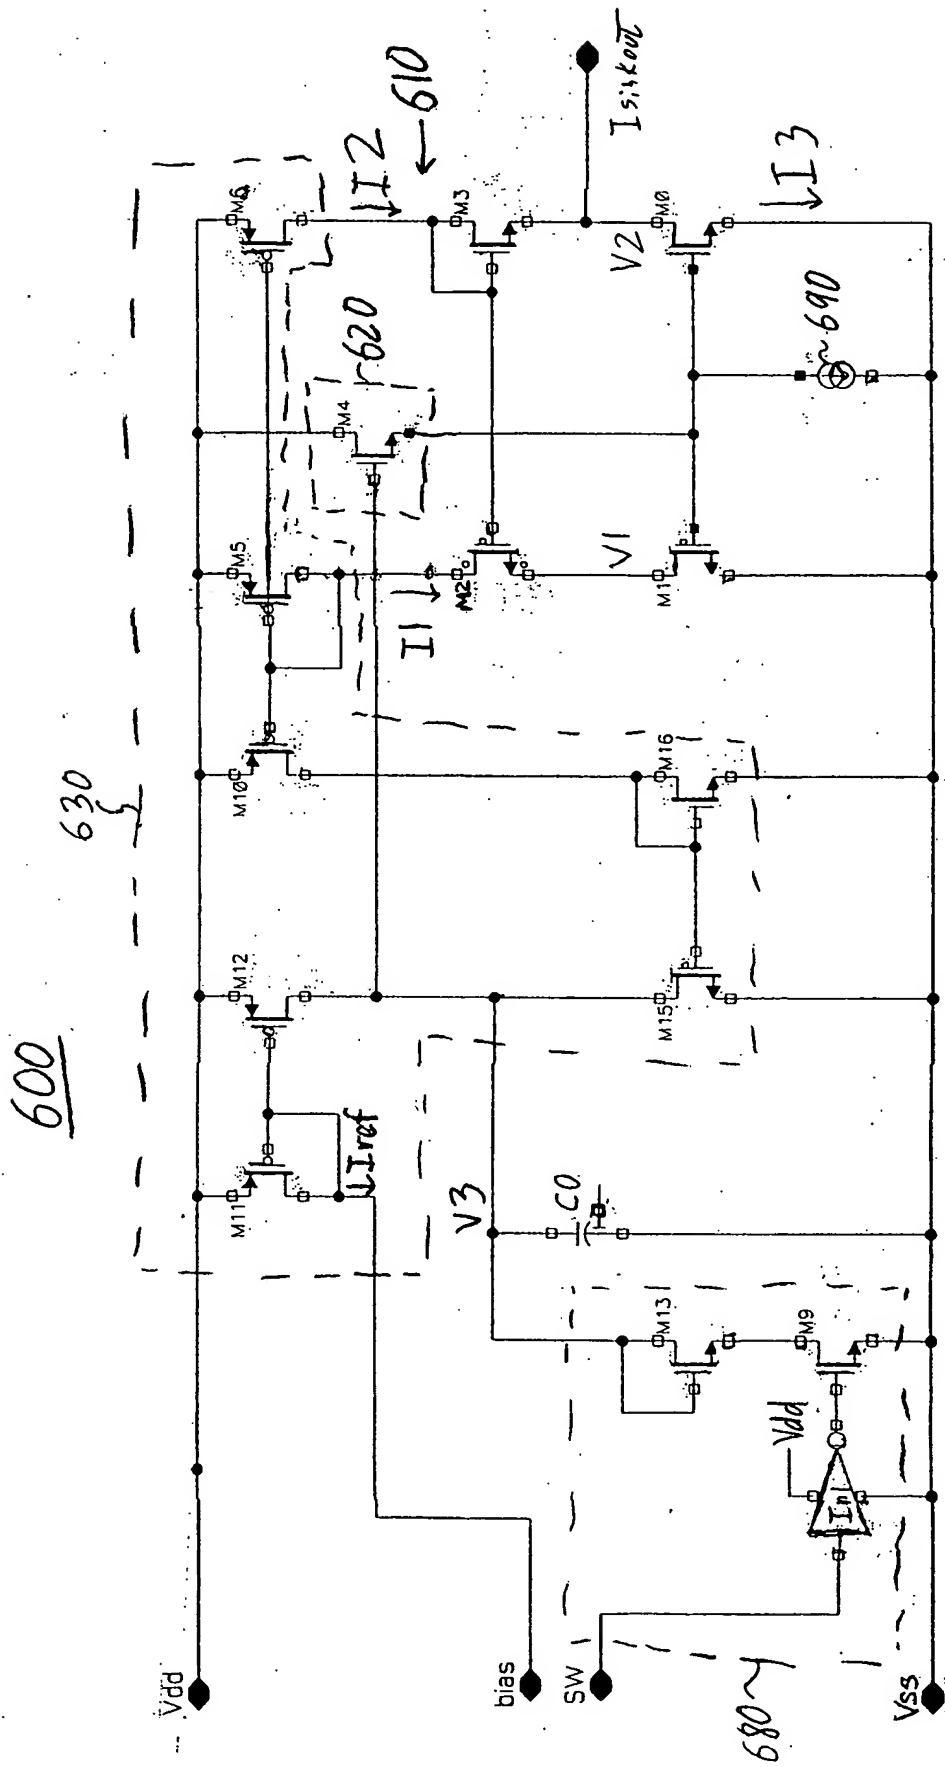 600
630
Vdd
bias
SW
Vss
680
M11
M12
M10
M5
M6
Iref
I1
I2
610
620
M4
M2
M3
Isinkout
V3
C0
M13
M9
Vdd
In
M15
M16
V1
M1
V2
M0
I3
690